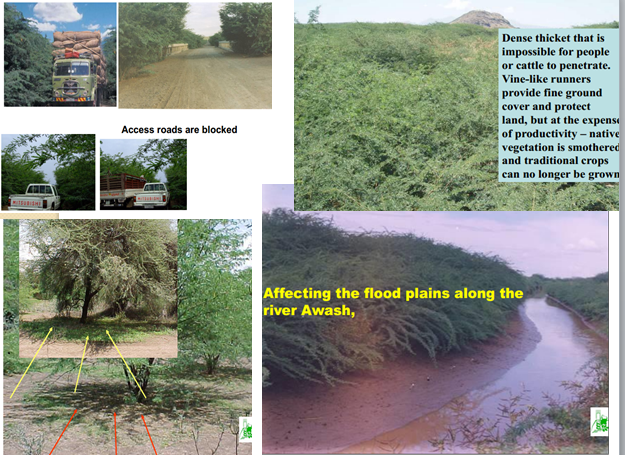 Access roads are blocked
MITSUBISHI
MITSUBISHI
Dense thicket that is
impossible for people
or cattle to penetrate.
Vine-like runners
provide fine ground
cover and protect
land, but at the expense
of productivity – native
vegetation is smothered
and traditional crops
can no longer be grown
Affecting the flood plains along the
river Awash,